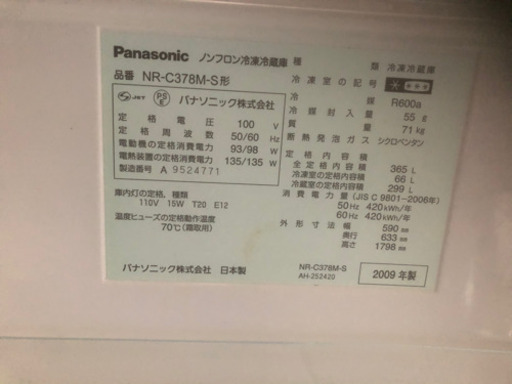 Panasonic ノンフロン冷凍冷蔵庫
品番 NR-C378M-S形
JET PSE パナソニック株式会社
定格電圧 100 V
定格周波数 50/60 Hz
電動機の定格消費電力 93/98 W
電熱装置の定格消費電力 135/135 W
製造番号 A 9524771
庫内灯の定格、種類
110V 15W T20 E12
温度ヒューズの定格動作温度
70℃(霜取用)
パナソニック株式会社 日本製
種類 冷凍冷蔵庫
冷凍室の記号 ****
冷媒 R600a
冷媒封入量 55 g
質量 71 kg
断熱発泡ガス シクロペンタン
全定格内容積 365 L
冷凍室の定格内容積 66 L
冷蔵室の定格内容積 299 L
消費電力量(JIS C 9801-2006年)
50Hz 420kWh/年
60Hz 420kWh/年
外形寸法 幅 590 mm
奥行 633 mm
高さ 1798 mm
NR-C378M-S
AH-252420
2009 年製